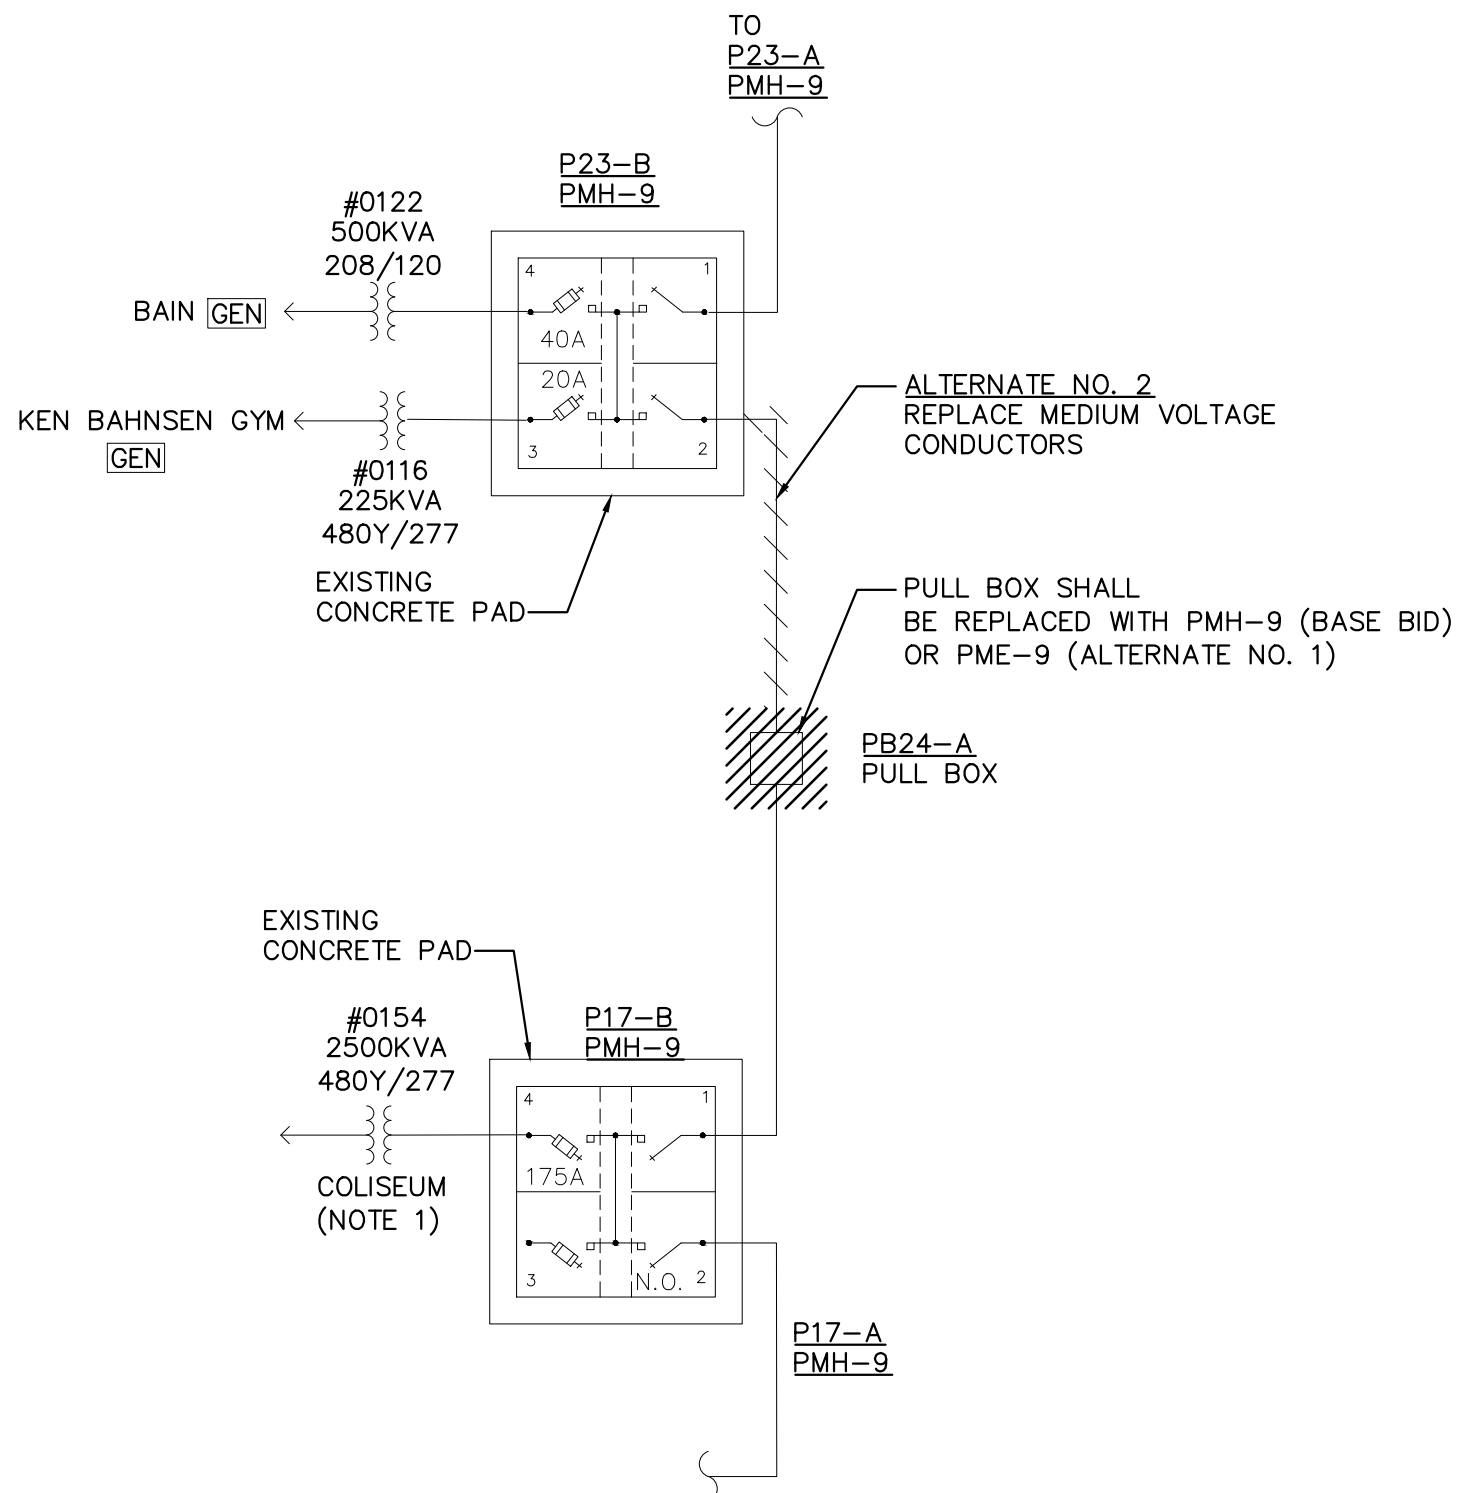 TO
P23-A
PMH-9
P23-B
PMH-9
#0122
500KVA
208/120
BAIN GEN
4
1
40A
20A
3
2
KEN BAHNSEN GYM
GEN
#0116
225KVA
480Y/277
EXISTING
CONCRETE PAD
ALTERNATE NO. 2
REPLACE MEDIUM VOLTAGE
CONDUCTORS
PULL BOX SHALL
BE REPLACED WITH PMH-9 (BASE BID)
OR PME-9 (ALTERNATE NO. 1)
PB24-A
PULL BOX
EXISTING
CONCRETE PAD
#0154
2500KVA
480Y/277
P17-B
PMH-9
4
1
175A
3
N.O. 2
COLISEUM
(NOTE 1)
P17-A
PMH-9